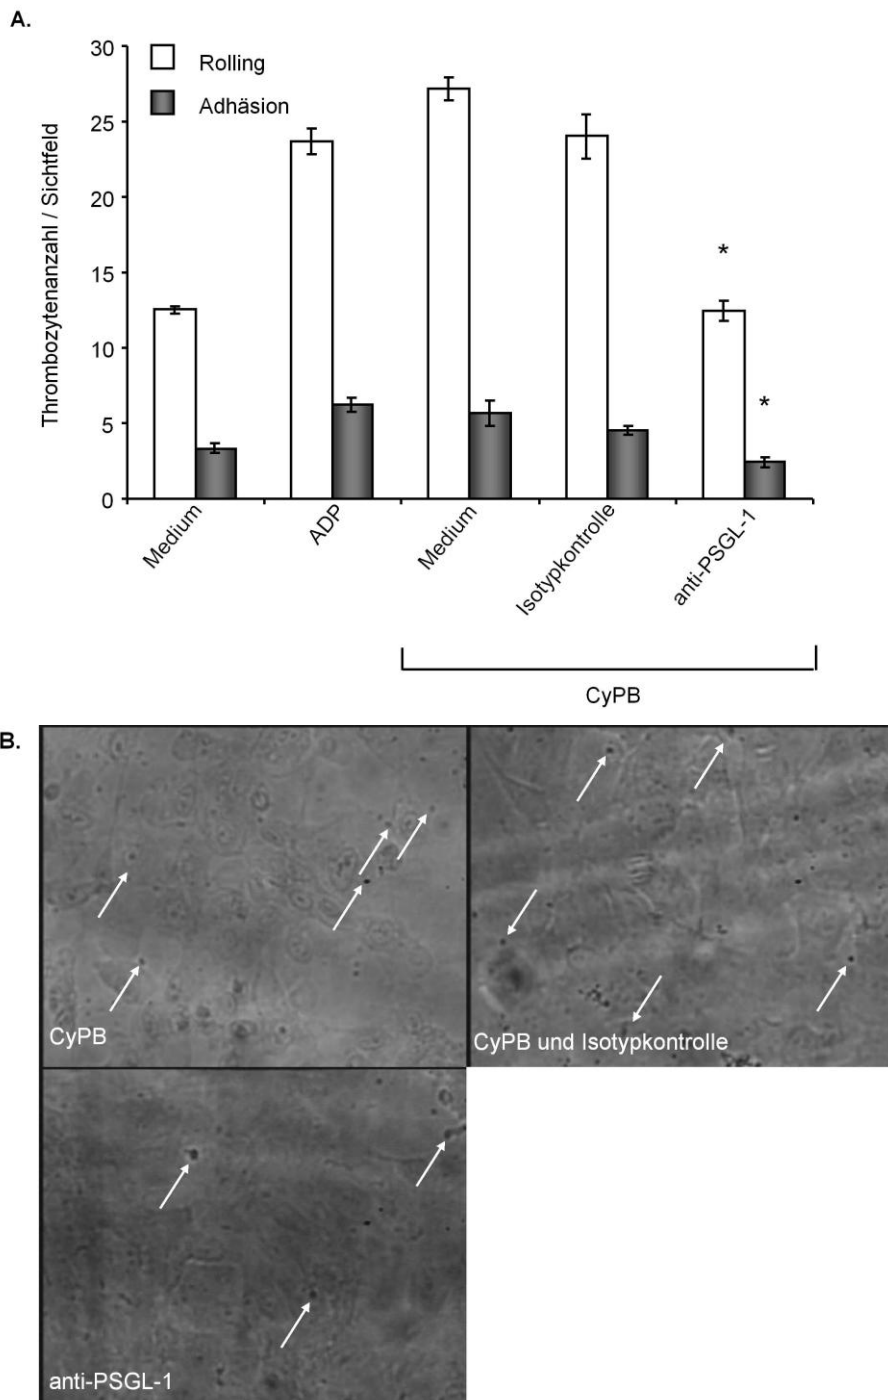 A.
Thrombozytenanzahl / Sichtfeld
30
25
20
15
10
5
0
Rolling
Adhäsion
*
*
Medium
ADP
Medium
Isotypkontrolle
anti-PSGL-1
CyPB
B.
CyPB
CyPB und Isotypkontrolle
anti-PSGL-1